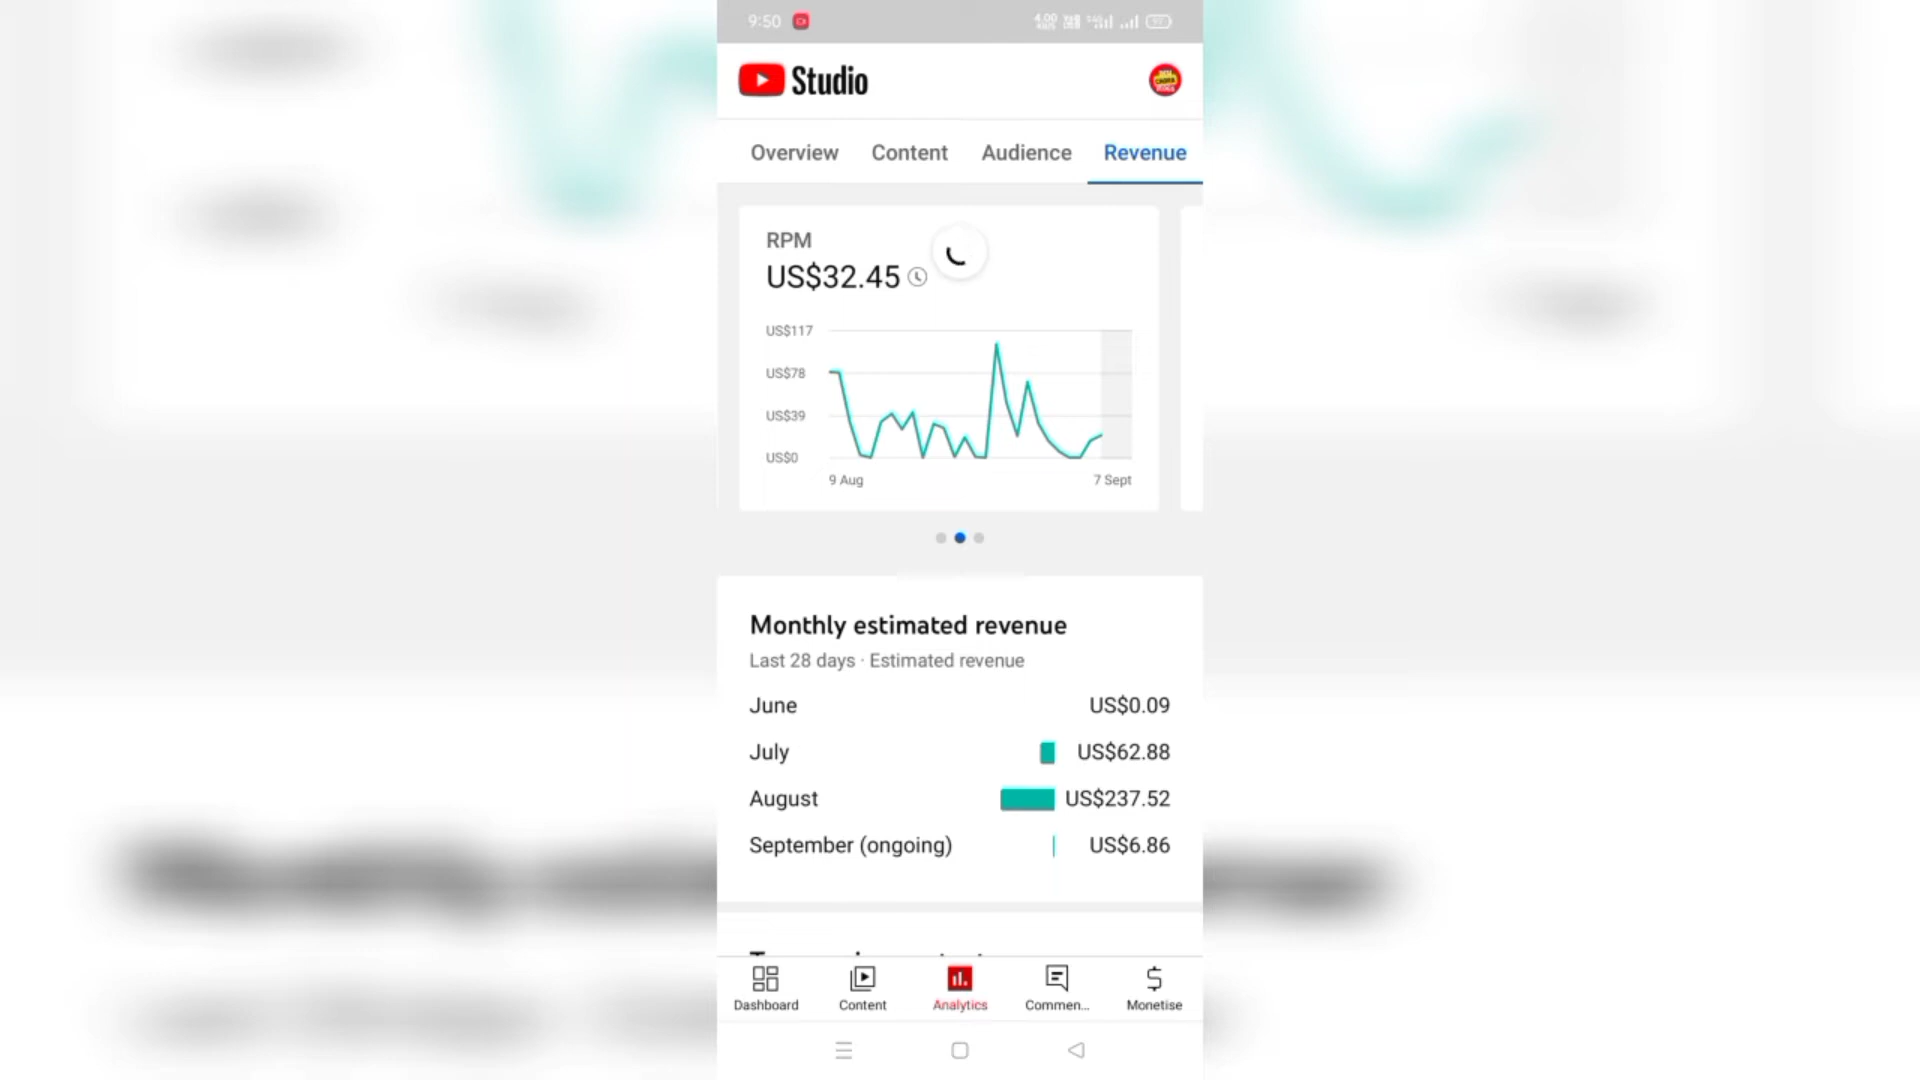 9:50
4.00
Studio
Overview Content Audience Revenue
RPM
US$32.45
US$117
US$78
US$39
US$0
9 Aug 7 Sept
Monthly estimated revenue
Last 28 days · Estimated revenue
June US$0.09
July US$62.88
August US$237.52
September (ongoing) US$6.86
Dashboard Content Analytics Commen... Monetise